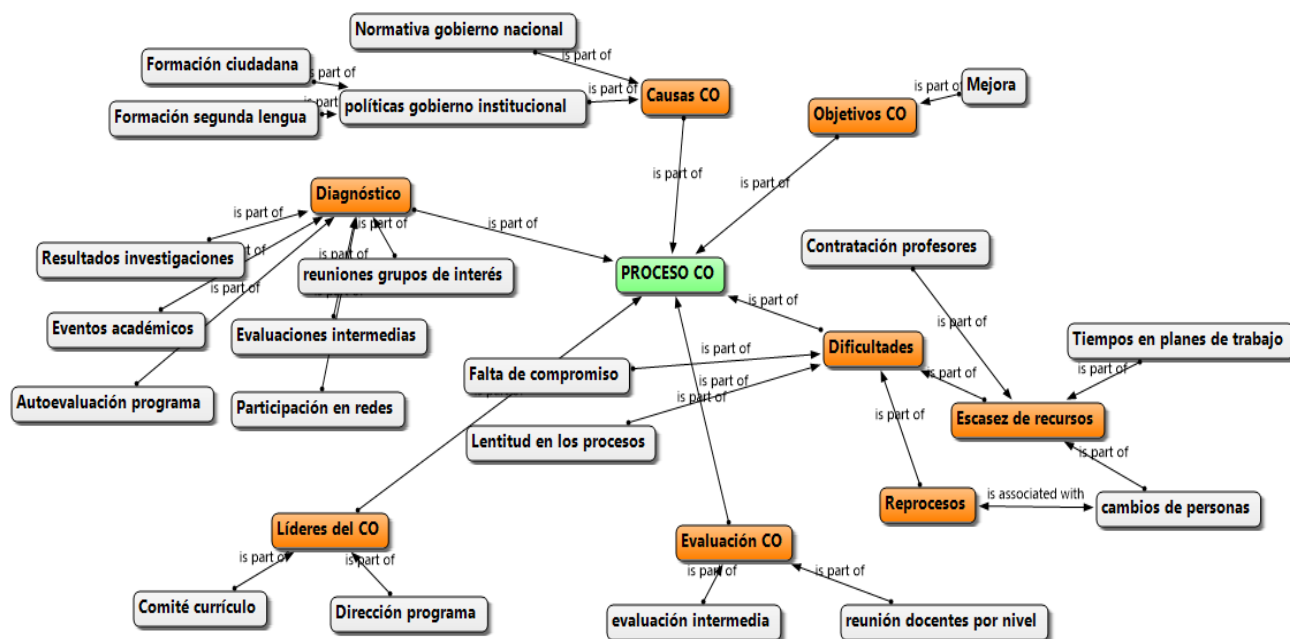 Normativa gobierno nacional
is part of
Formación ciudadana
is part of
is part of
políticas gobierno institucional
Causas CO
Mejora
is part of
is part
Formación segunda lengua
Objetivos CO
is part of
is part of
Diagnóstico
is part of
is part of
is part of
Resultados investigaciones
part of
is part of
reuniones grupos de interés
PROCESO CO
Contratación profesores
is part of
is part of
Eventos académicos
Evaluaciones intermedias
is part of
Dificultades
Tiempos en planes de trabajo
is part of
is part of
is part of
Falta de compromiso
is part of
is part of
Autoevaluación programa
Participación en redes
is part of
Escasez de recursos
Lentitud en los procesos
is part of
is part of
Reprocesos
is associated with
cambios de personas
Líderes del CO
Evaluación CO
is part of
is part of
is part of
is part of
Comité currículo
Dirección programa
evaluación intermedia
reunión docentes por nivel